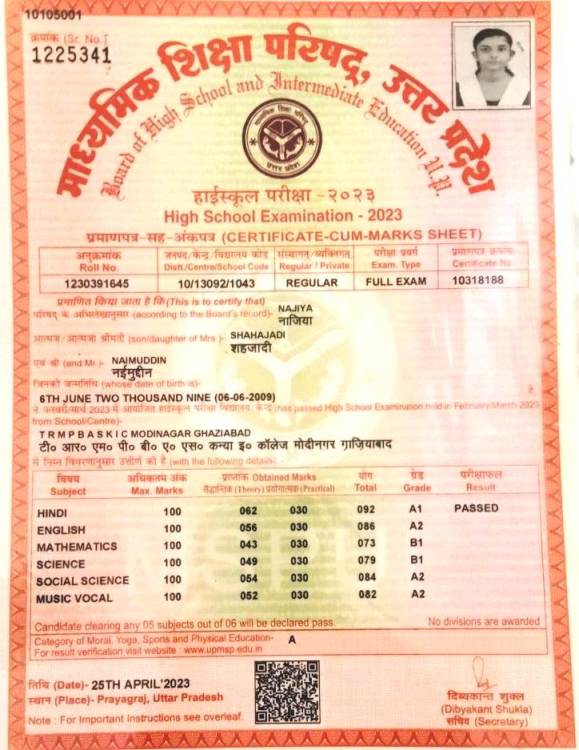 10105001
क्रमांक (Sr. No.)
1225341
माध्यमिक शिक्षा परिषद्, उत्तर प्रदेश
Board of High School and Intermediate Education U.P.
हाईस्कूल परीक्षा -२०२३
High School Examination - 2023
प्रमाणपत्र-सह-अंकपत्र (CERTIFICATE-CUM-MARKS SHEET)
अनुक्रमांक जनपद/केन्द्र/विद्यालय कोड संस्थागत/व्यक्तिगत परीक्षा प्रवर्ग प्रमाणपत्र क्रमांक
Roll No. Distt./Centre/School Code Regular / Private Exam. Type Certificate No.
1230391645 10/13092/1043 REGULAR FULL EXAM 10318188
प्रमाणित किया जाता है कि(This is to certify that)
परिषद के अभिलेखानुसार (according to the Board's record)- NAJIYA
नाजिया
आत्मज/आत्मजा श्रीमती (son/daughter of Mrs.)- SHAHAJADI
शहजादी
एवं श्री (and Mr.)- NAIMUDDIN
नईमुद्दीन
जिनकी जन्मतिथि (whose date of birth is)-
6TH JUNE TWO THOUSAND NINE (06-06-2009)
ने फरवरी/मार्च 2023 में आयोजित हाईस्कूल परीक्षा विद्यालय/केन्द्र (has passed High School Examination held in February/March 2023
from School/Centre)-
T R M P B A S K I C MODINAGAR GHAZIABAD
टी० आर० एम० पी० बी० ए० एस० कन्या इ० कॉलेज मोदीनगर ग़ाज़ियाबाद
से निम्न विवरणानुसार उत्तीर्ण की है (with the following details)
विषय अधिकतम अंक प्राप्तांक Obtained Marks योग ग्रेड परीक्षाफल
Subject Max. Marks सैद्धान्तिक (Theory) प्रयोगात्मक (Practical) Total Grade Result
HINDI 100 062 030 092 A1 PASSED
ENGLISH 100 056 030 086 A2
MATHEMATICS 100 043 030 073 B1
SCIENCE 100 049 030 079 B1
SOCIAL SCIENCE 100 054 030 084 A2
MUSIC VOCAL 100 052 030 082 A2
Candidate clearing any 05 subjects out of 06 will be declared pass. No divisions are awarded
Category of Moral, Yoga, Sports and Physical Education- A
For result verification visit website : www.upmsp.edu.in
तिथि (Date)- 25TH APRIL'2023
स्थान (Place)- Prayagraj, Uttar Pradesh
Note : For Important Instructions see overleaf.
दिब्यकान्त शुक्ल
(Dibyakant Shukla)
सचिव (Secretary)